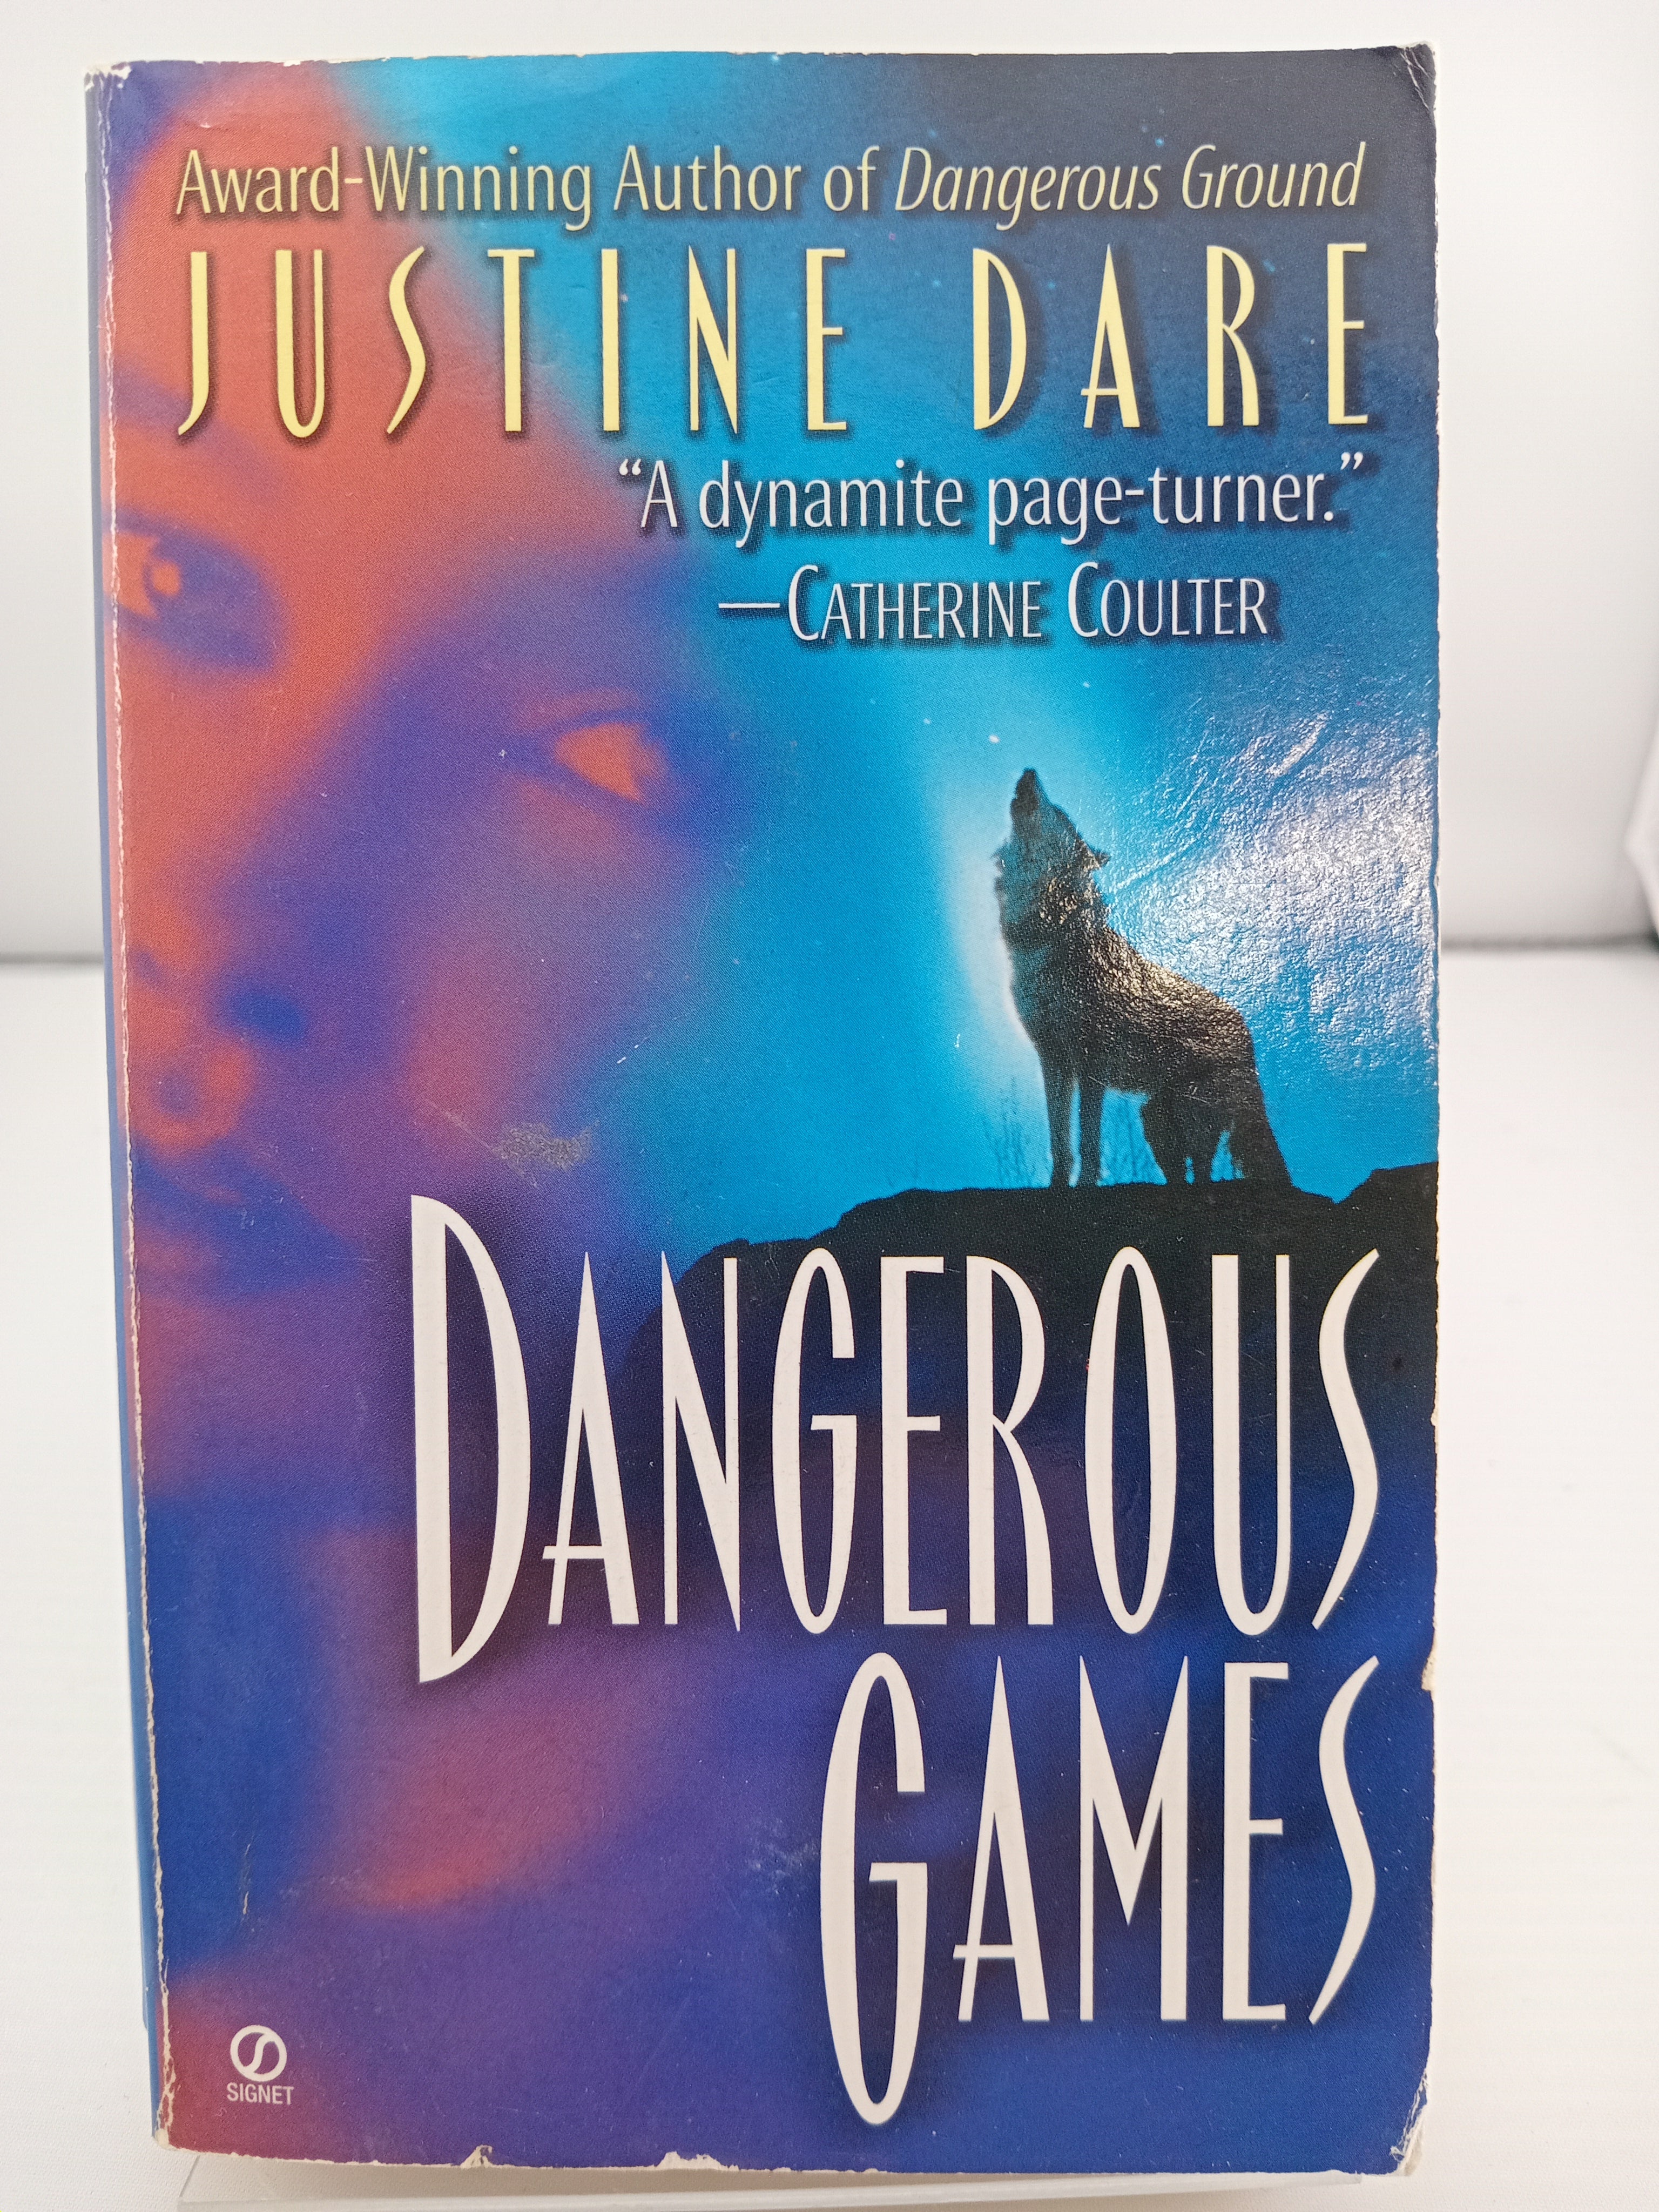 Award-Winning Author of Dangerous Ground
JUSTINE DARE
“A dynamite page-turner.”
—CATHERINE COULTER
DANGEROUS
GAMES
SIGNET